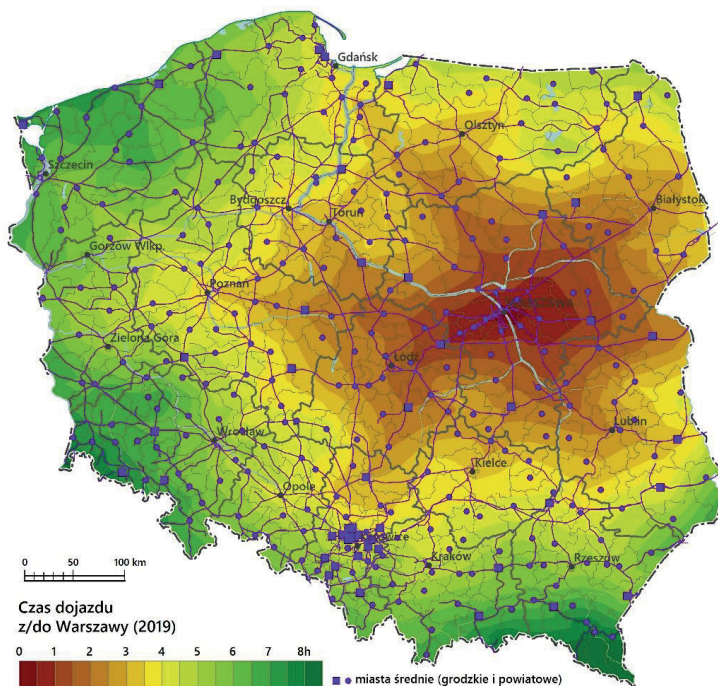 Gdańsk
Olsztyn
Szczecin
Bydgoszcz
Toruń
Białystok
Gorzów Wlkp.
Poznań
Zielona Góra
Łódź
Wrocław
Lublin
Kielce
Opole
Kraków
Rzeszów
0 50 100 km
Czas dojazdu
z/do Warszawy (2019)
0 1 2 3 4 5 6 7 8h
miasta średnie (grodzkie i powiatowe)